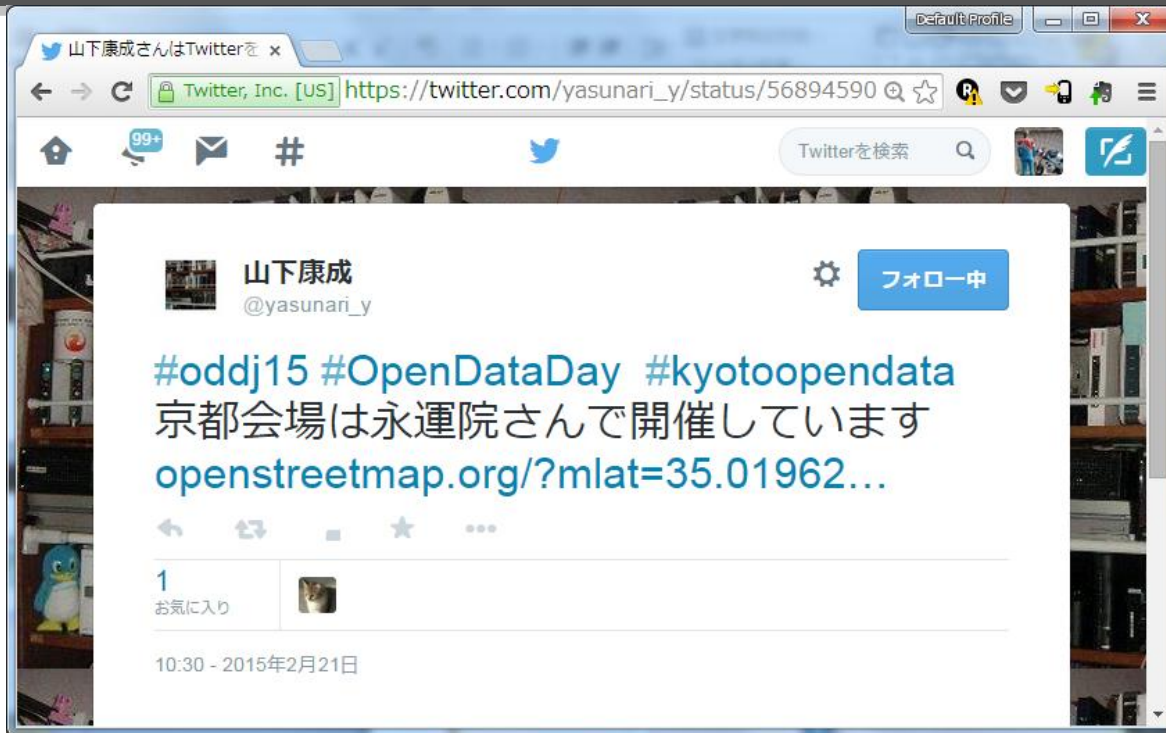 Default Profile
山下康成さんはTwitterを
Twitter, Inc. [US] https://twitter.com/yasunari_y/status/56894590
99+
#
Twitterを検索
山下康成
@yasunari_y
フォロー中
#oddj15 #OpenDataDay #kyotoopendata
京都会場は永運院さんで開催しています
openstreetmap.org/?mlat=35.01962...
1
お気に入り
10:30 - 2015年2月21日